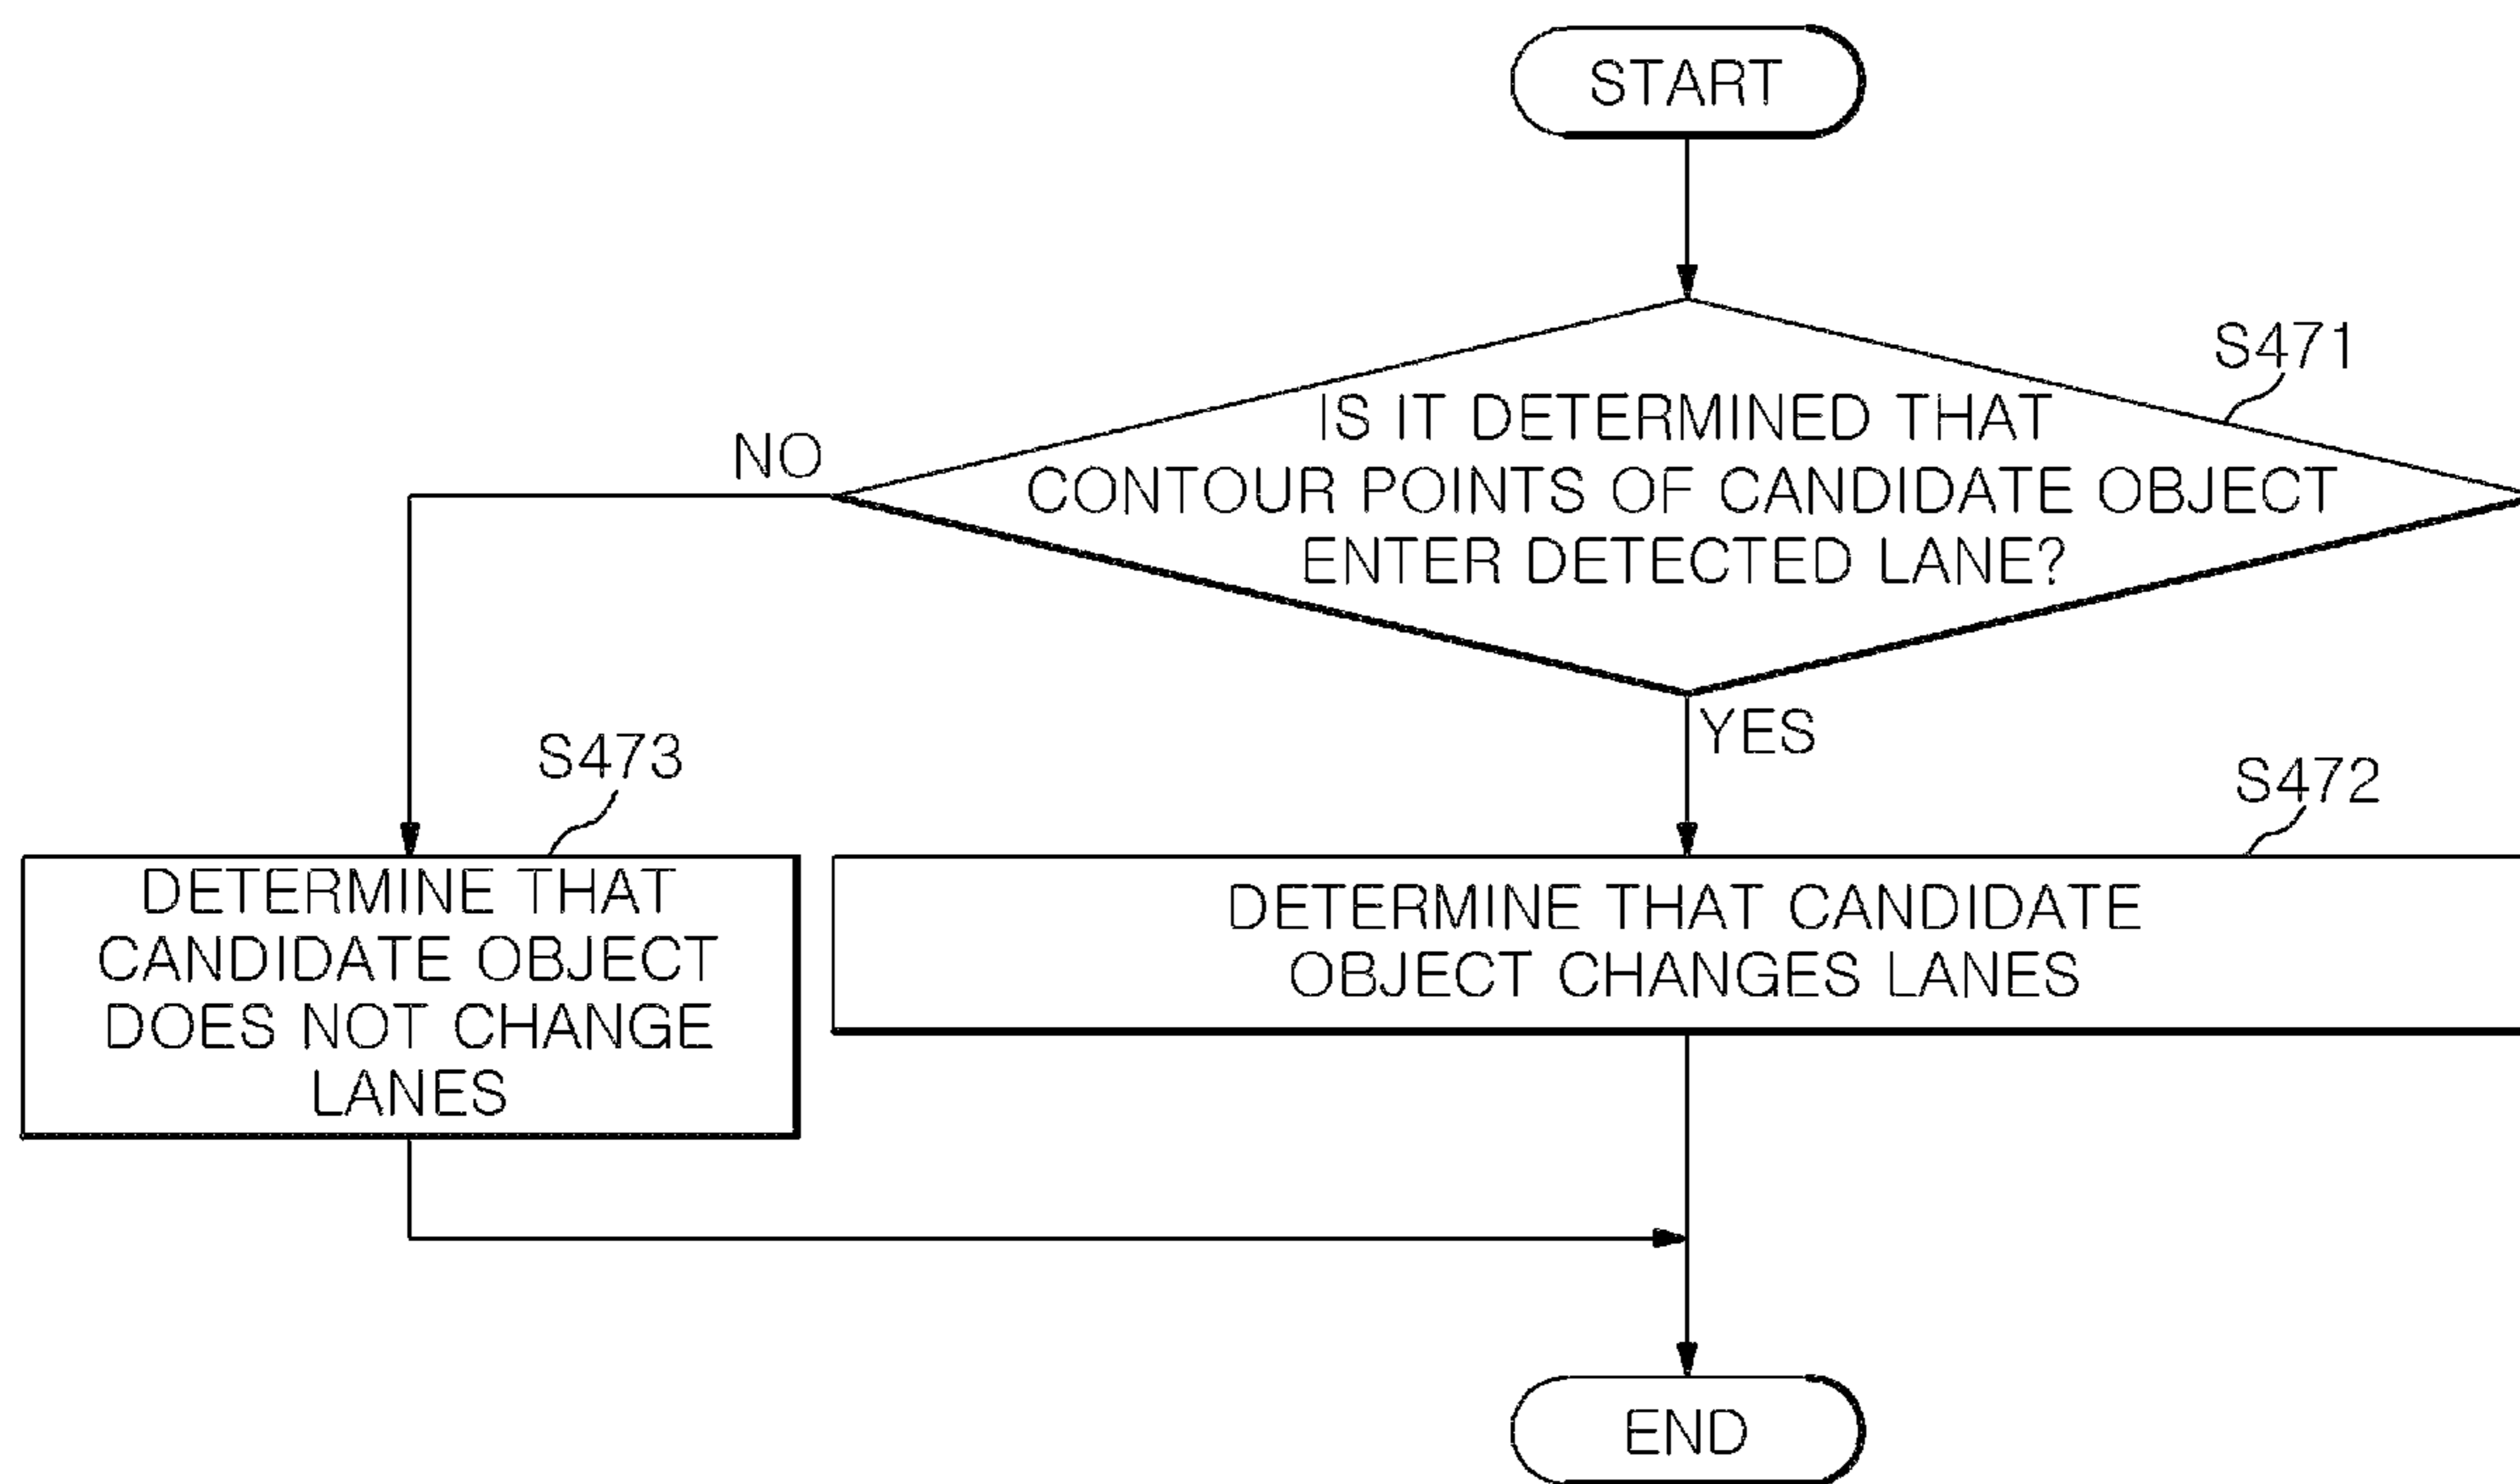 START
S471
IS IT DETERMINED THAT
CONTOUR POINTS OF CANDIDATE OBJECT
ENTER DETECTED LANE?
NO
YES
S473
DETERMINE THAT
CANDIDATE OBJECT
DOES NOT CHANGE
LANES
S472
DETERMINE THAT CANDIDATE
OBJECT CHANGES LANES
END